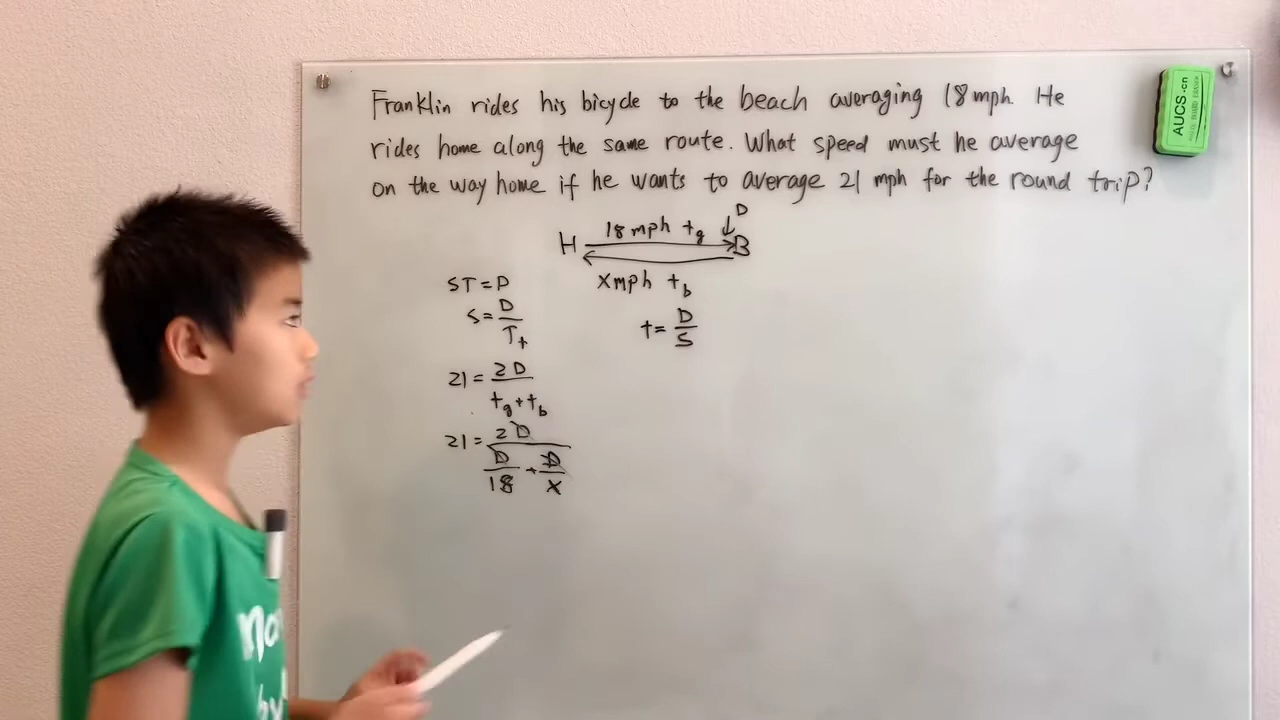 Franklin rides his bicycle to the beach averaging 18 mph. He
rides home along the same route. What speed must he average
on the way home if he wants to average 21 mph for the round trip?
AUCS.cn
D
18 mph tg ↓
H B
ST=D
X mph tb
S=D/Tt
t=D/S
21=2D/tg+tb
21=2D/D/18+D/X